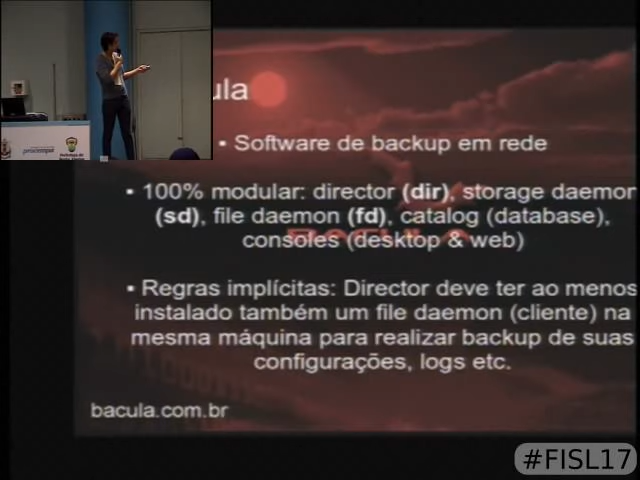 ula
• Software de backup em rede
• 100% modular: director (dir), storage daemon
(sd), file daemon (fd), catalog (database),
consoles (desktop & web)
BACULA
• Regras implícitas: Director deve ter ao menos
instalado também um file daemon (cliente) na
mesma máquina para realizar backup de suas
configurações, logs etc.
bacula.com.br
procempa
#FISL17